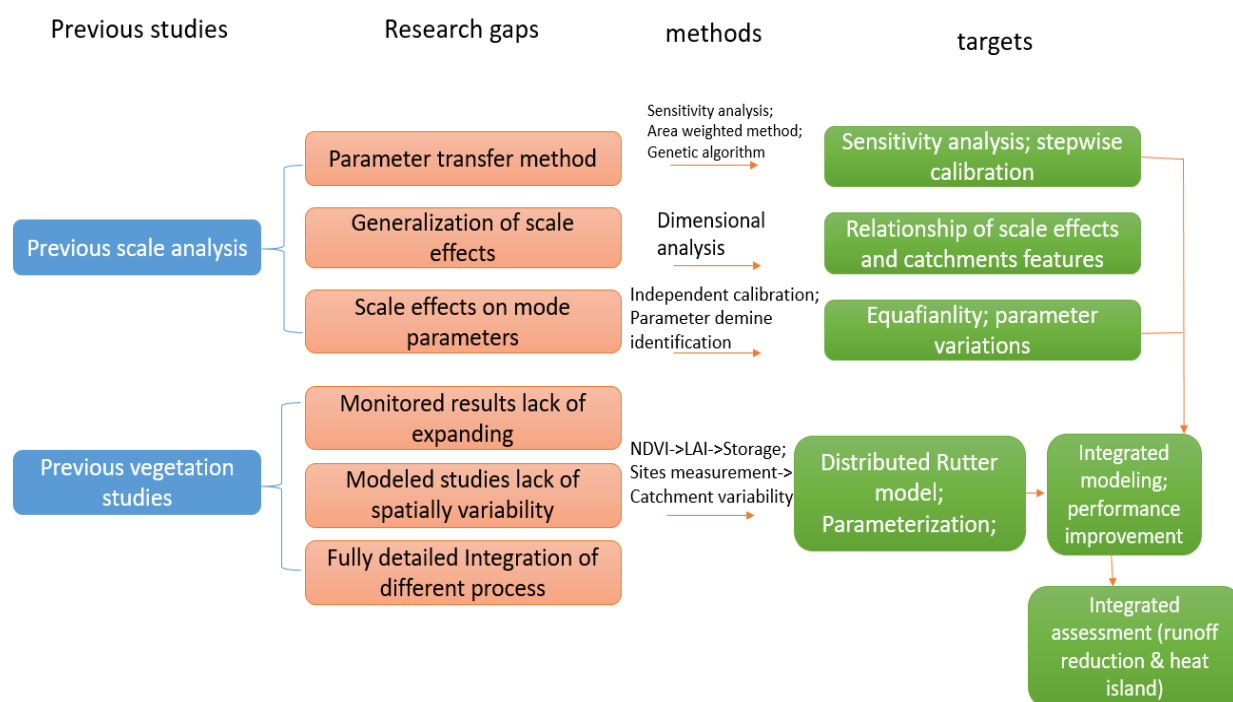 Previous studies
Research gaps
methods
targets
Previous scale analysis
Parameter transfer method
Sensitivity analysis;
Area weighted method;
Genetic algorithm
Sensitivity analysis; stepwise
calibration
Generalization of scale
effects
Dimensional
analysis
Relationship of scale effects
and catchments features
Scale effects on mode
parameters
Independent calibration;
Parameter demine
identification
Equafianlity; parameter
variations
Previous vegetation
studies
Monitored results lack of
expanding
Modeled studies lack of
spatially variability
Fully detailed Integration of
different process
NDVI->LAI->Storage;
Sites measurement->
Catchment variability
Distributed Rutter
model;
Parameterization;
Integrated
modeling;
performance
improvement
Integrated
assessment (runoff
reduction & heat
island)